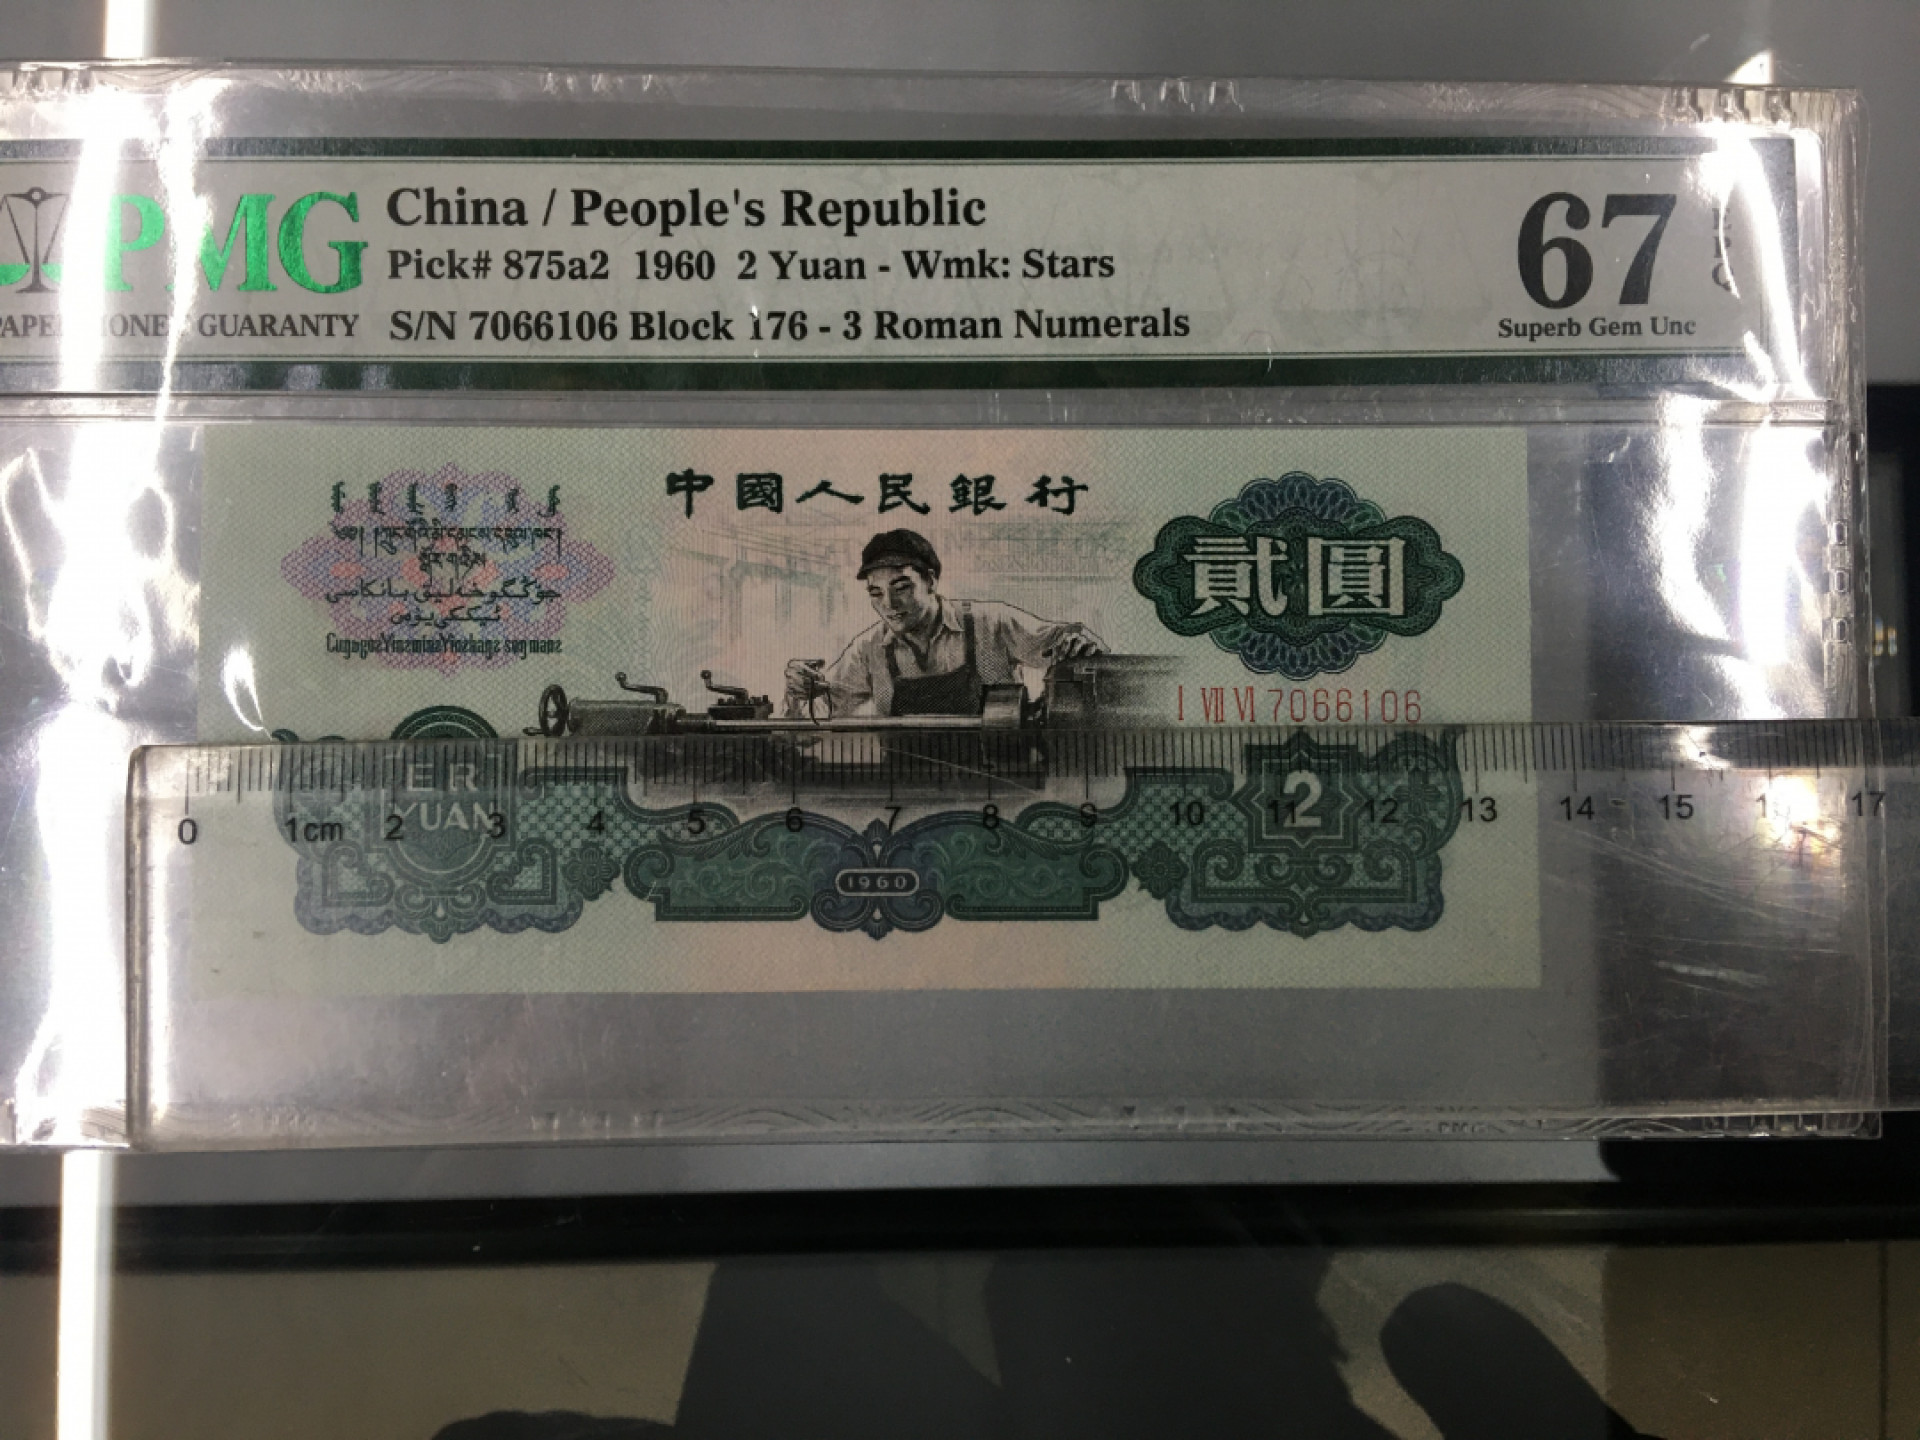 PMG
China / People's Republic
Pick# 875a2 1960 2 Yuan - Wmk: Stars
S/N 7066106 Block 176 - 3 Roman Numerals
GUARANTY
67
EPQ
Superb Gem Unc
中國人民銀行
貳圓
I VII VI 7066106
ER
YUAN
2
0 1cm 2 3 4 5 6 7 8 9 10 11 12 13 14 15 17
1960